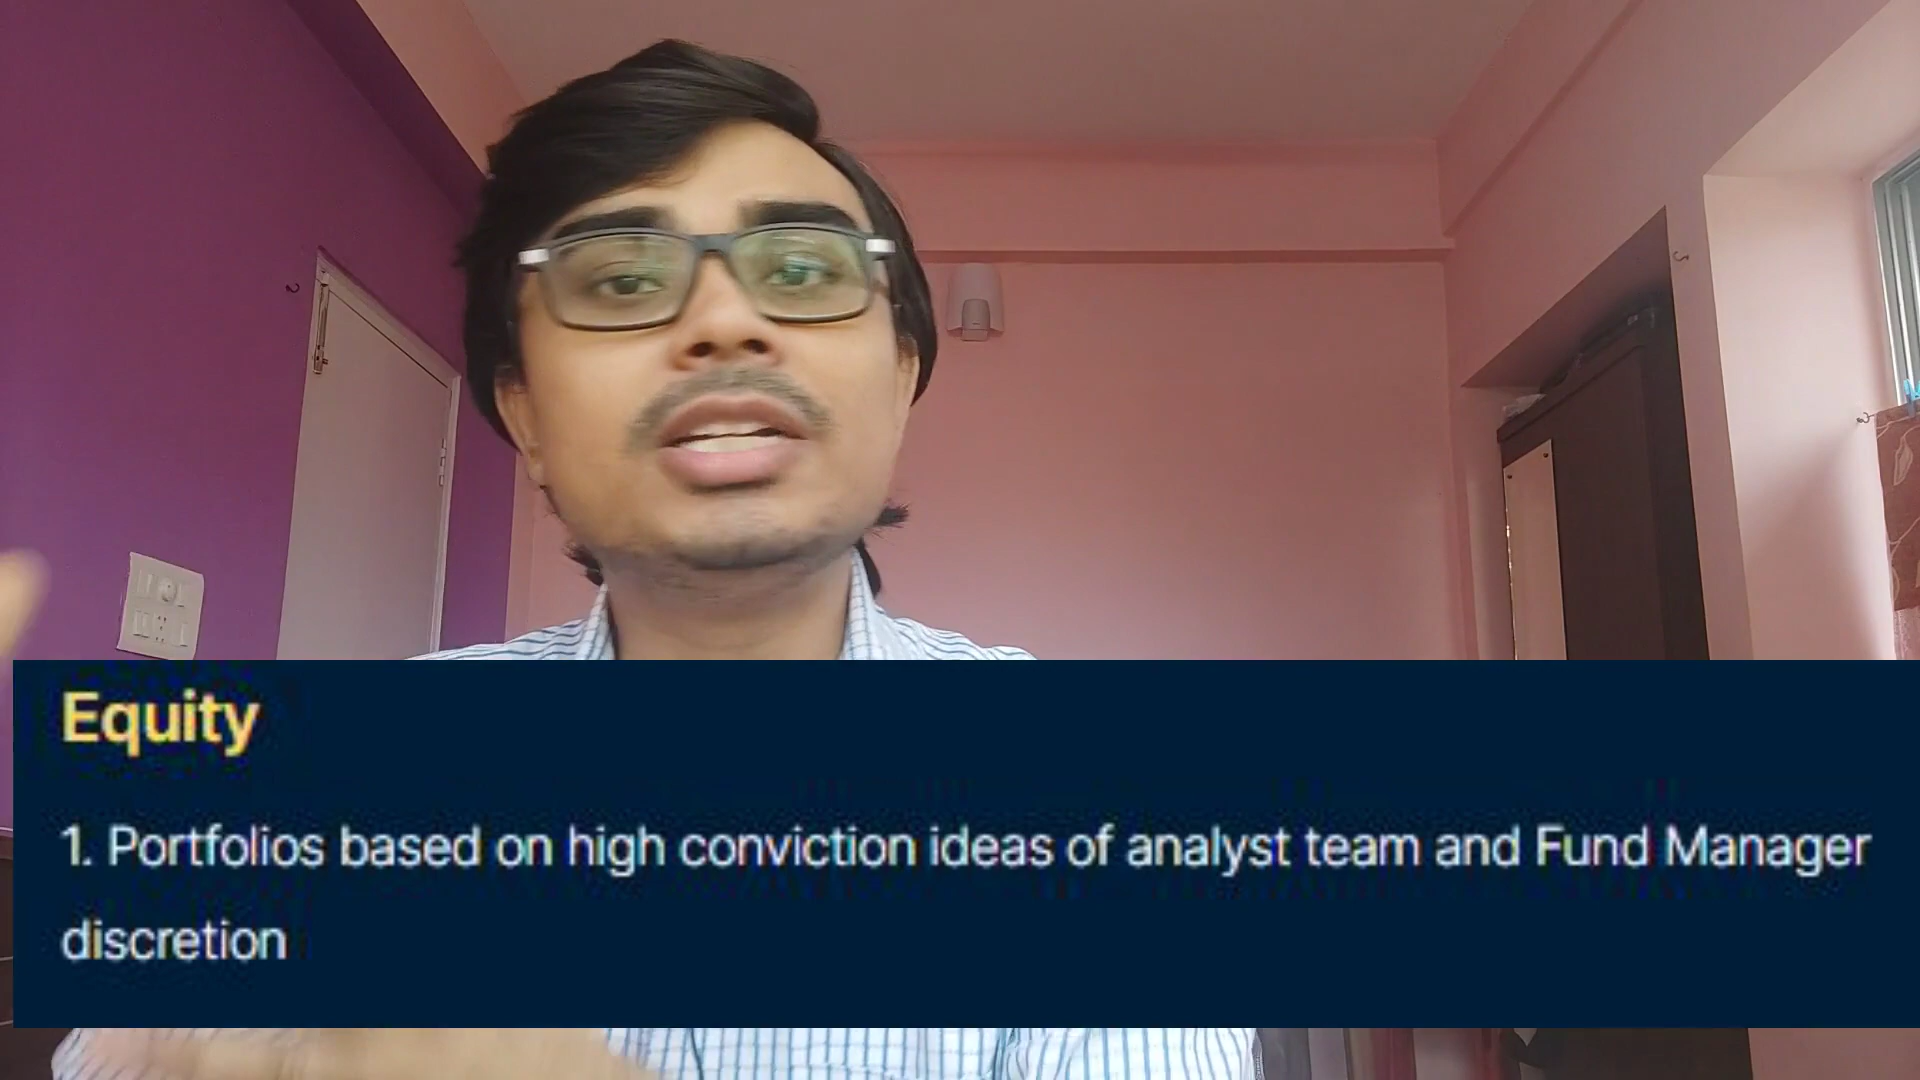 Equity
1. Portfolios based on high conviction ideas of analyst team and Fund Manager
discretion